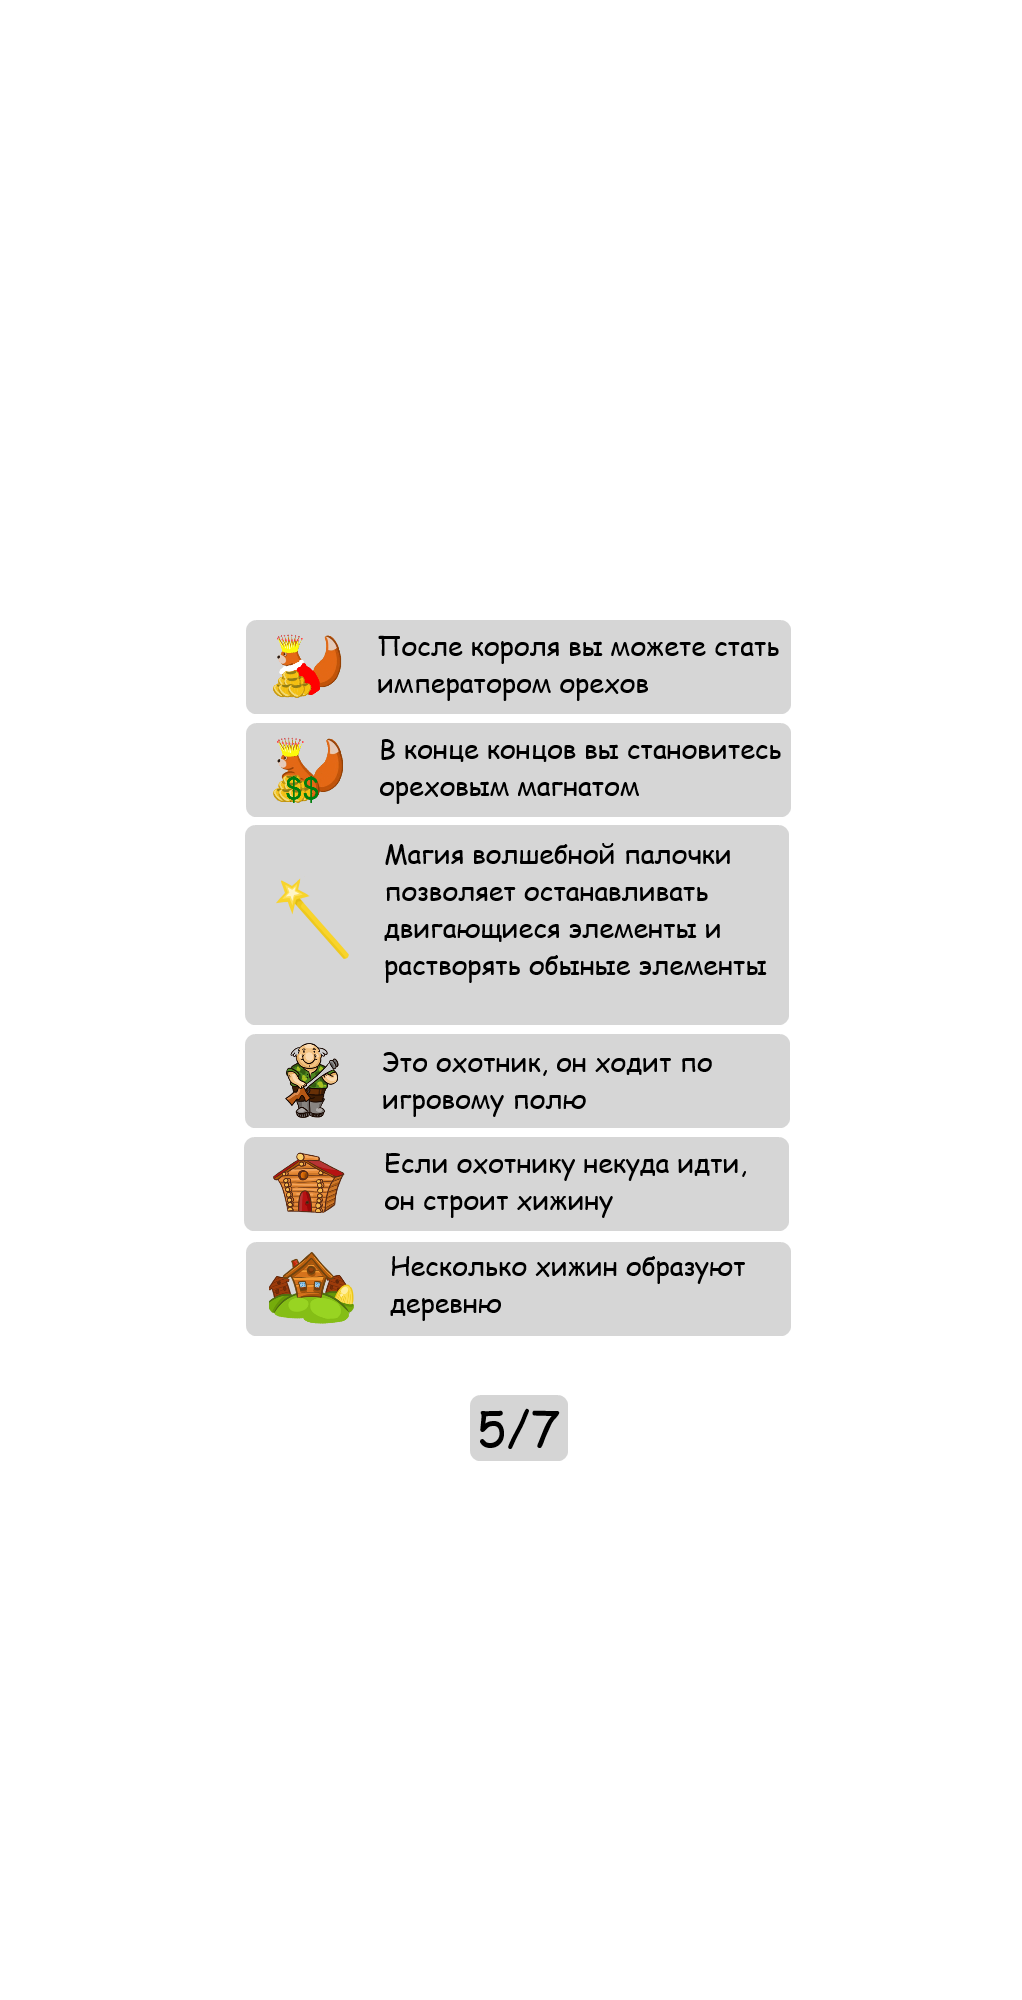 После короля вы можете стать
императором орехов
В конце концов вы становитесь
ореховым магнатом
$$
Магия волшебной палочки
позволяет останавливать
двигающиеся элементы и
растворять обыные элементы
Это охотник, он ходит по
игровому полю
Если охотнику некуда идти,
он строит хижину
Несколько хижин образуют
деревню
5/7